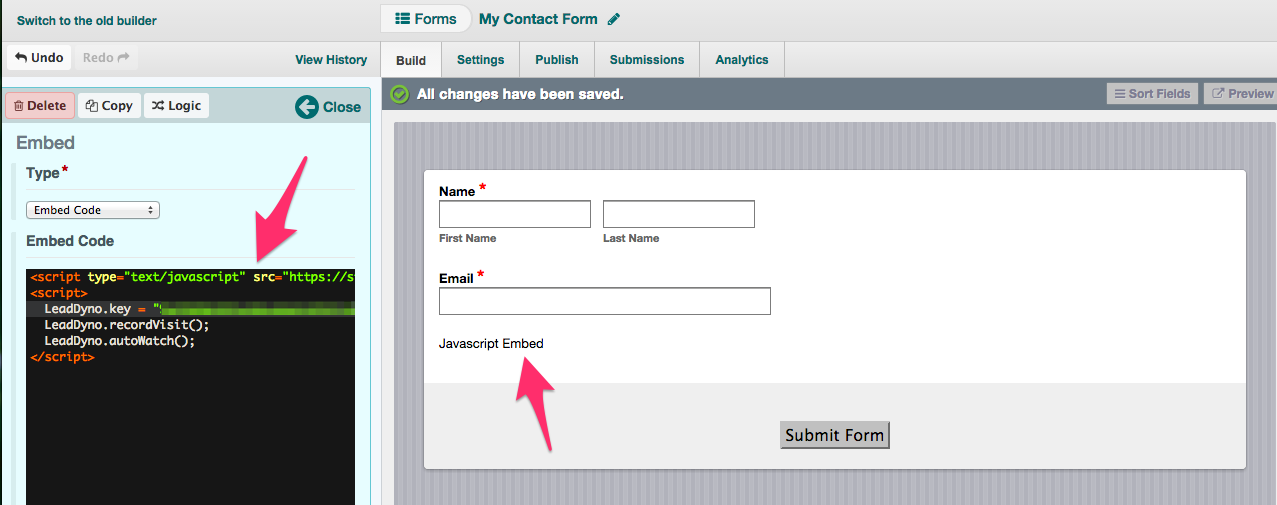 Switch to the old builder
Forms My Contact Form
Undo Redo View History
Build Settings Publish Submissions Analytics
All changes have been saved.
Sort Fields Preview
Delete Copy Logic Close
Embed
Type*
Embed Code
Embed Code
<script type="text/javascript" src="https://s
<script>
LeadDyno.key = "
LeadDyno.recordVisit();
LeadDyno.autoWatch();
</script>
Name *
First Name Last Name
Email *
Javascript Embed
Submit Form